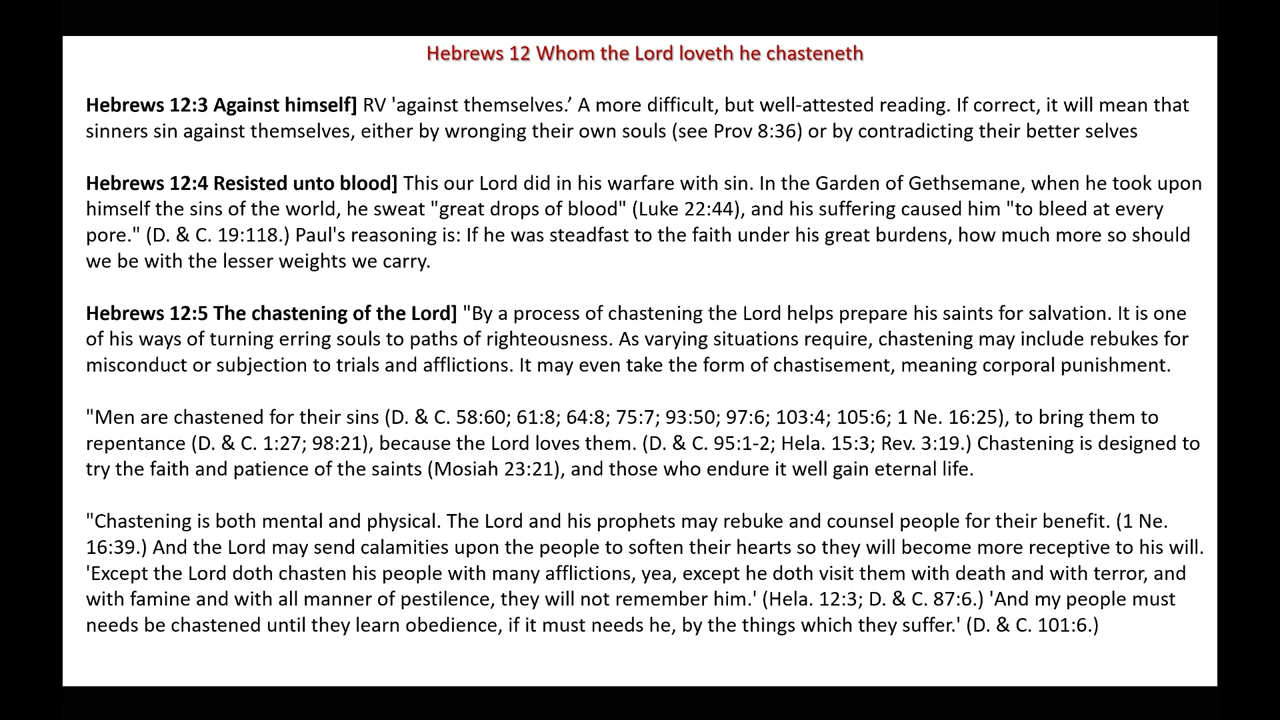 Hebrews 12 Whom the Lord loveth he chasteneth
Hebrews 12:3 Against himself] RV 'against themselves.’ A more difficult, but well-attested reading. If correct, it will mean that
sinners sin against themselves, either by wronging their own souls (see Prov 8:36) or by contradicting their better selves
Hebrews 12:4 Resisted unto blood] This our Lord did in his warfare with sin. In the Garden of Gethsemane, when he took upon
himself the sins of the world, he sweat "great drops of blood" (Luke 22:44), and his suffering caused him "to bleed at every
pore." (D. & C. 19:118.) Paul's reasoning is: If he was steadfast to the faith under his great burdens, how much more so should
we be with the lesser weights we carry.
Hebrews 12:5 The chastening of the Lord] "By a process of chastening the Lord helps prepare his saints for salvation. It is one
of his ways of turning erring souls to paths of righteousness. As varying situations require, chastening may include rebukes for
misconduct or subjection to trials and afflictions. It may even take the form of chastisement, meaning corporal punishment.
"Men are chastened for their sins (D. & C. 58:60; 61:8; 64:8; 75:7; 93:50; 97:6; 103:4; 105:6; 1 Ne. 16:25), to bring them to
repentance (D. & C. 1:27; 98:21), because the Lord loves them. (D. & C. 95:1-2; Hela. 15:3; Rev. 3:19.) Chastening is designed to
try the faith and patience of the saints (Mosiah 23:21), and those who endure it well gain eternal life.
"Chastening is both mental and physical. The Lord and his prophets may rebuke and counsel people for their benefit. (1 Ne.
16:39.) And the Lord may send calamities upon the people to soften their hearts so they will become more receptive to his will.
'Except the Lord doth chasten his people with many afflictions, yea, except he doth visit them with death and with terror, and
with famine and with all manner of pestilence, they will not remember him.' (Hela. 12:3; D. & C. 87:6.) 'And my people must
needs be chastened until they learn obedience, if it must needs he, by the things which they suffer.' (D. & C. 101:6.)